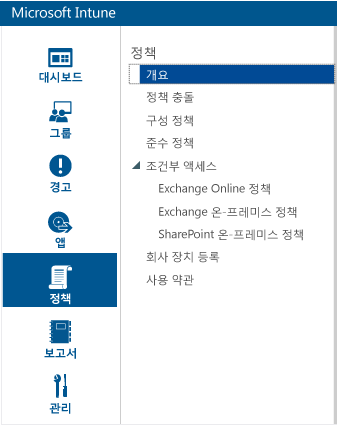 Microsoft Intune
대시보드
그룹
경고
앱
정책
보고서
관리
정책
개요
정책 충돌
구성 정책
준수 정책
조건부 액세스
Exchange Online 정책
Exchange 온-프레미스 정책
SharePoint 온-프레미스 정책
회사 장치 등록
사용 약관